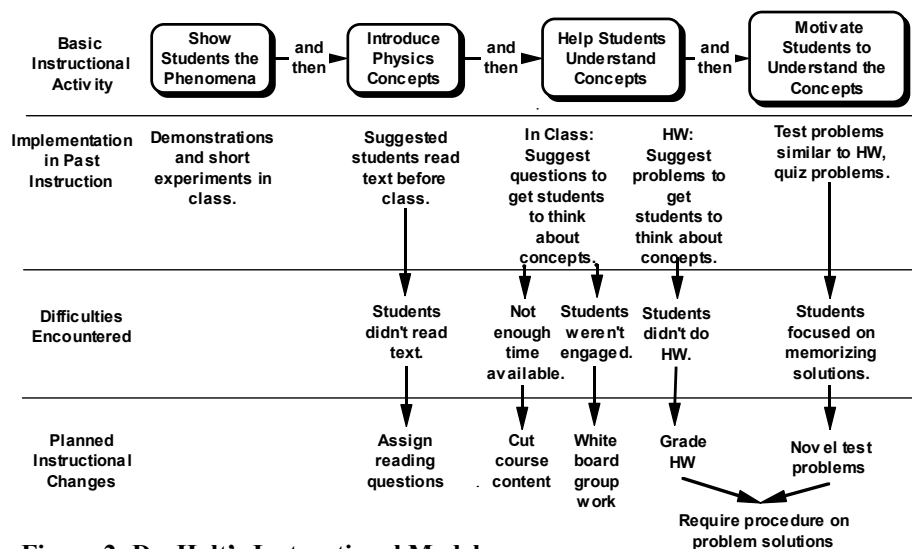 Basic
Instructional
Activity
Show
Students the
Phenomena
and
then
Introduce
Physics
Concepts
and
then
Help Students
Understand
Concepts
and
then
Motivate
Students to
Understand the
Concepts
Implementation
in Past
Instruction
Demonstrations
and short
experiments in
class.
Suggested
students read
text before
class.
In Class:
Suggest
questions to
get students
to think
about
concepts.
HW:
Suggest
problems to
get
students to
think about
concepts.
Test problems
similar to HW,
quiz problems.
Difficulties
Encountered
Students
didn't read
text.
Not
enough
time
available.
Students
weren't
engaged.
Students
didn't do
HW.
Students
focused on
memorizing
solutions.
Planned
Instructional
Changes
Assign
reading
questions
Cut
course
content
White
board
group
work
Grade
HW
Novel test
problems
Require procedure on
problem solutions